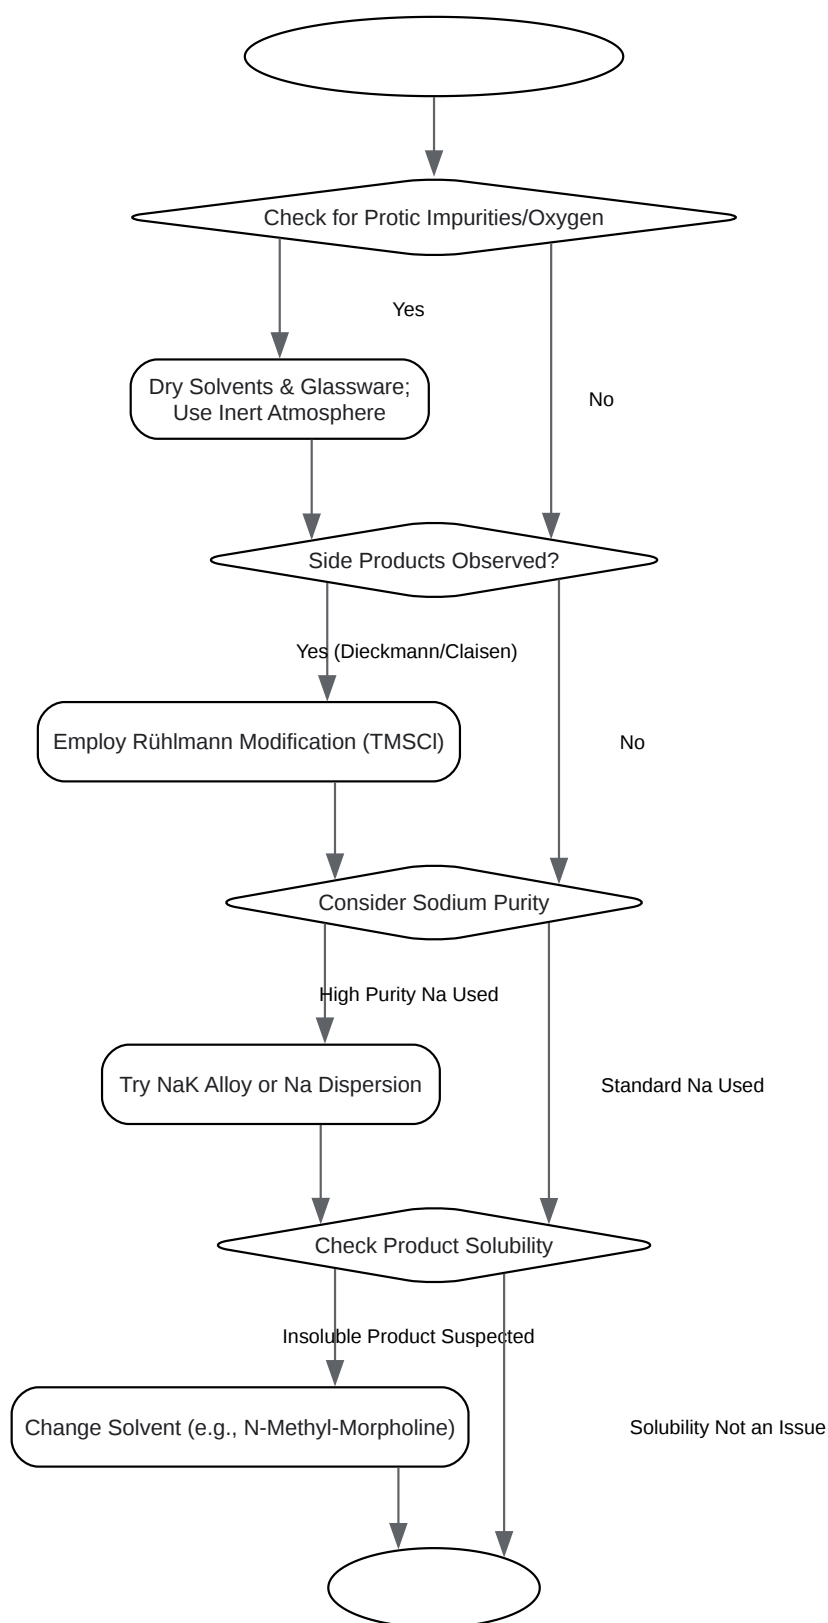 Check for Protic Impurities/Oxygen
Yes
Dry Solvents & Glassware;
Use Inert Atmosphere
No
Side Products Observed?
Yes (Dieckmann/Claisen)
Employ Rühlmann Modification (TMSCl)
No
Consider Sodium Purity
High Purity Na Used
Try NaK Alloy or Na Dispersion
Standard Na Used
Check Product Solubility
Insoluble Product Suspected
Change Solvent (e.g., N-Methyl-Morpholine)
Solubility Not an Issue